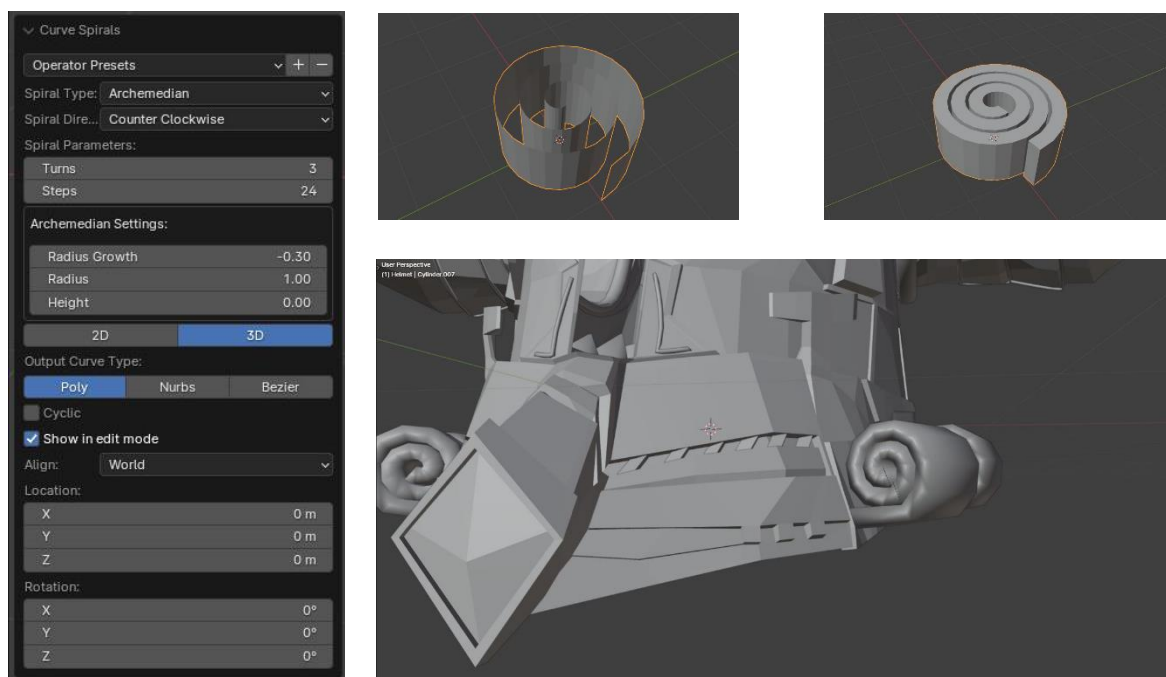 Curve Spirals
Operator Presets
Spiral Type: Archemedian
Spiral Dire... Counter Clockwise
Spiral Parameters:
Turns 3
Steps 24
Archemedian Settings:
Radius Growth -0.30
Radius 1.00
Height 0.00
2D 3D
Output Curve Type:
Poly Nurbs Bezier
Cyclic
Show in edit mode
Align: World
Location:
X 0 m
Y 0 m
Z 0 m
Rotation:
X 0°
Y 0°
Z 0°
User Perspective
(1) Helmet | Cylinder.007